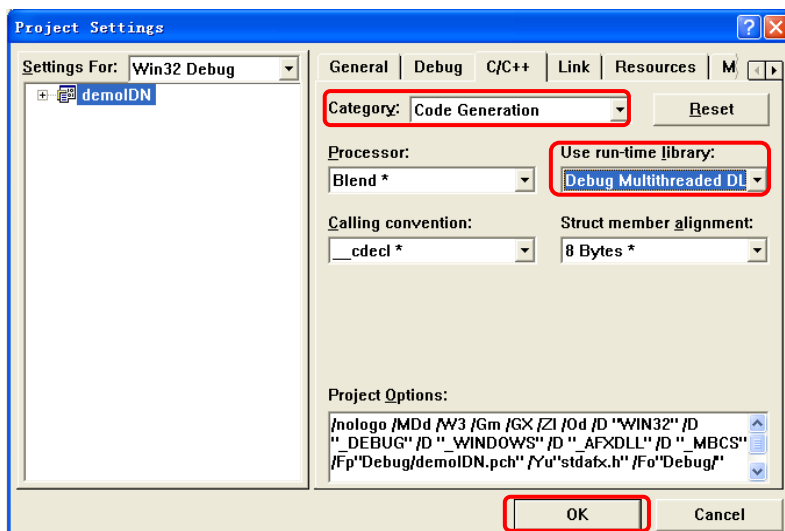 Project Settings
Settings For: Win32 Debug
demoIDN
General Debug C/C++ Link Resources M
Category: Code Generation Reset
Processor: Use run-time library:
Blend * Debug Multithreaded DL
Calling convention: Struct member alignment:
__cdecl * 8 Bytes *
Project Options:
/nologo /MDd /W3 /Gm /GX /ZI /Od /D "WIN32" /D
"_DEBUG" /D "_WINDOWS" /D "_AFXDLL" /D "_MBCS"
/Fp"Debug/demoIDN.pch" /Yu"stdafx.h" /Fo"Debug/"
OK Cancel